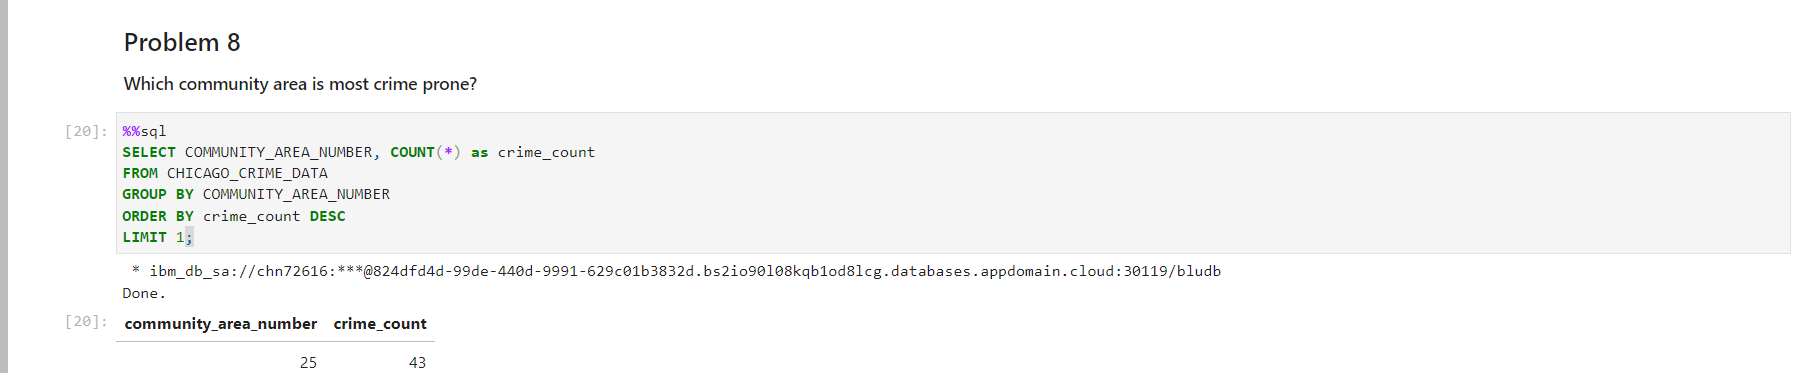 Problem 8
Which community area is most crime prone?
[20]:
%%sql
SELECT COMMUNITY_AREA_NUMBER, COUNT(*) as crime_count
FROM CHICAGO_CRIME_DATA
GROUP BY COMMUNITY_AREA_NUMBER
ORDER BY crime_count DESC
LIMIT 1;
* ibm_db_sa://chn72616:***@824dfd4d-99de-440d-9991-629c01b3832d.bs2io90l08kqb1od8lcg.databases.appdomain.cloud:30119/bludb
Done.
[20]:
community_area_number crime_count
25 43